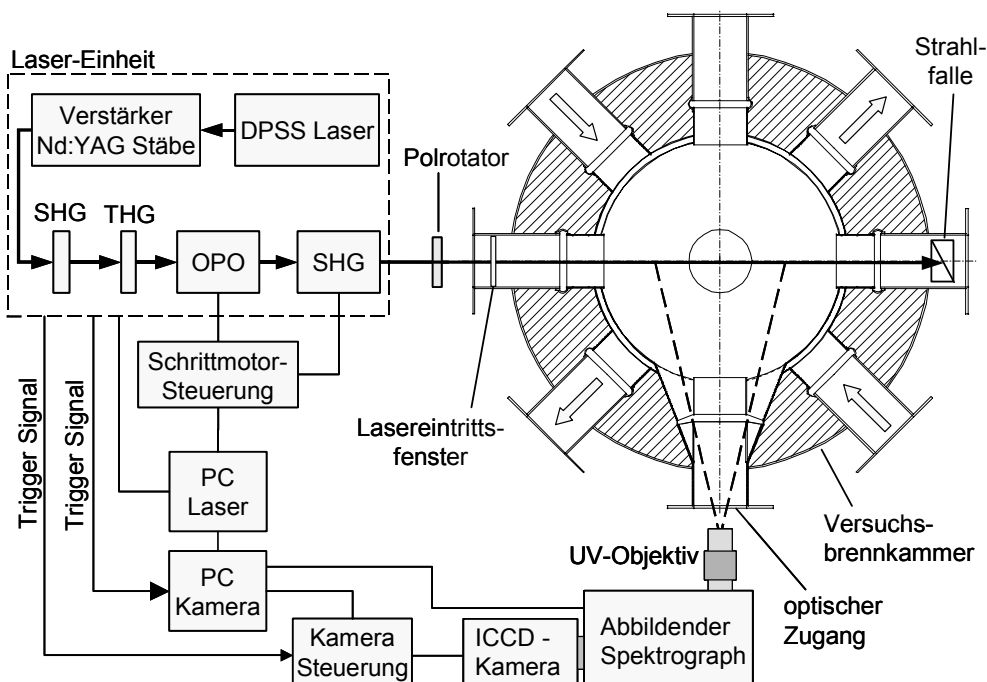 Laser-Einheit
Verstärker
Nd:YAG Stäbe
DPSS Laser
SHG
THG
OPO
SHG
Polrotator
Strahl-
falle
Schrittmotor-
Steuerung
Trigger Signal
Trigger Signal
Lasereintritts-
fenster
PC
Laser
PC
Kamera
Kamera
Steuerung
ICCD -
Kamera
UV-Objektiv
Abbildender
Spektrograph
Versuchs-
brennkammer
optischer
Zugang